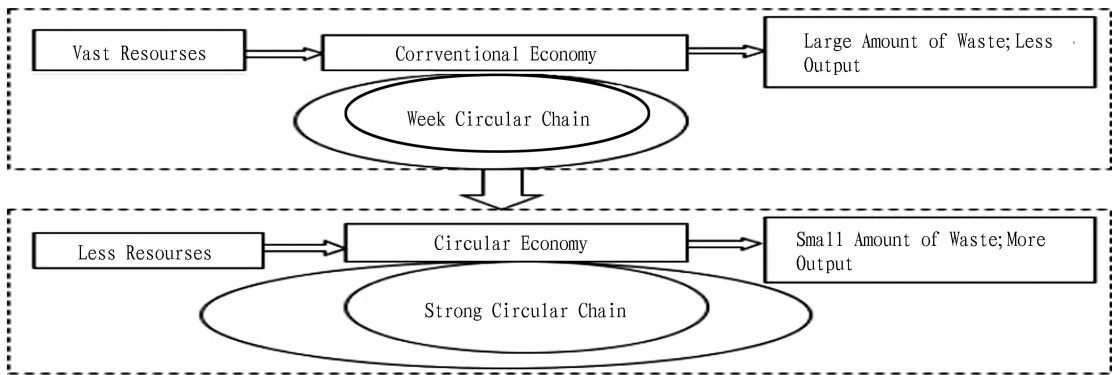 Vast Resourses
Corrventional Economy
Large Amount of Waste;Less
Output
Week Circular Chain
Less Resourses
Circular Economy
Small Amount of Waste;More
Output
Strong Circular Chain